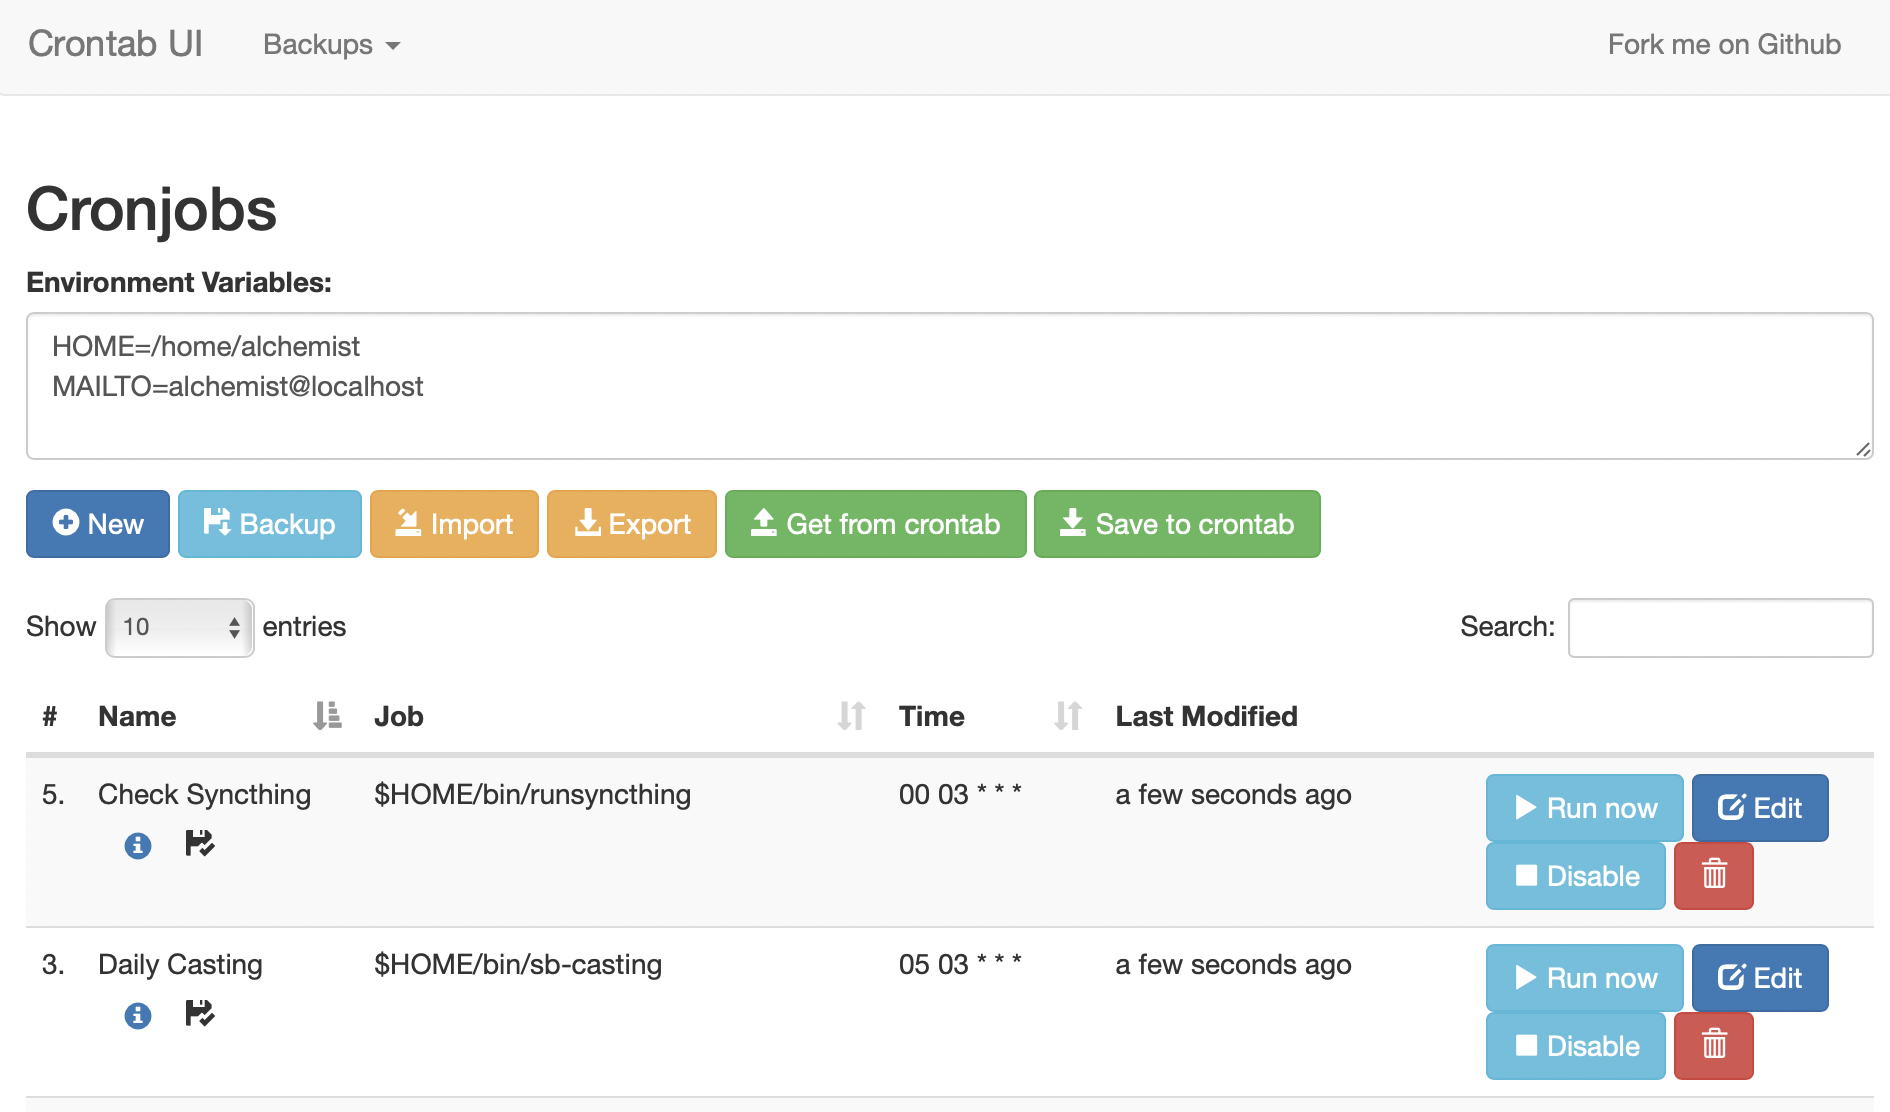 Crontab UI Backups Fork me on Github
Cronjobs
Environment Variables:
HOME=/home/alchemist
MAILTO=alchemist@localhost
New Backup Import Export Get from crontab Save to crontab
Show 10 entries Search:
# Name Job Time Last Modified
5. Check Syncthing $HOME/bin/runsyncthing 00 03 * * * a few seconds ago Run now Edit
Disable
3. Daily Casting $HOME/bin/sb-casting 05 03 * * * a few seconds ago Run now Edit
Disable